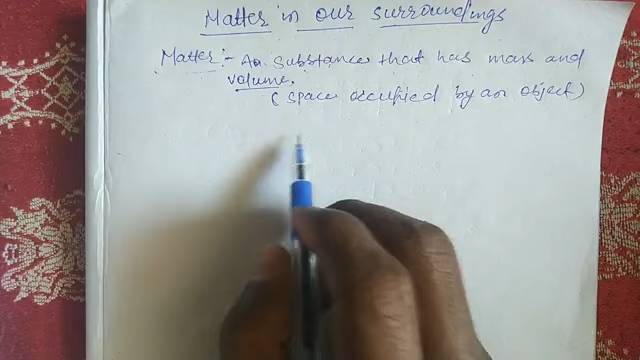 Matter in our surroundings
Matter :- An Substance that has mass and
volume.
( space occupied by an object )